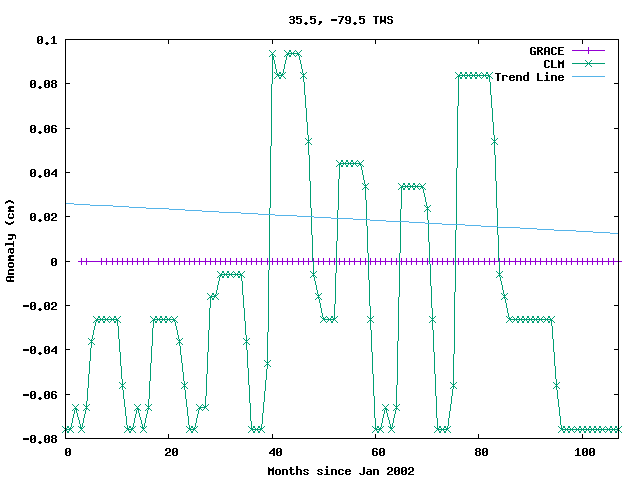 35.5, -79.5 TWS
GRACE
CLM
Trend Line
0.1
0.08
0.06
0.04
0.02
0
-0.02
-0.04
-0.06
-0.08
Anomaly (cm)
0 20 40 60 80 100
Months since Jan 2002